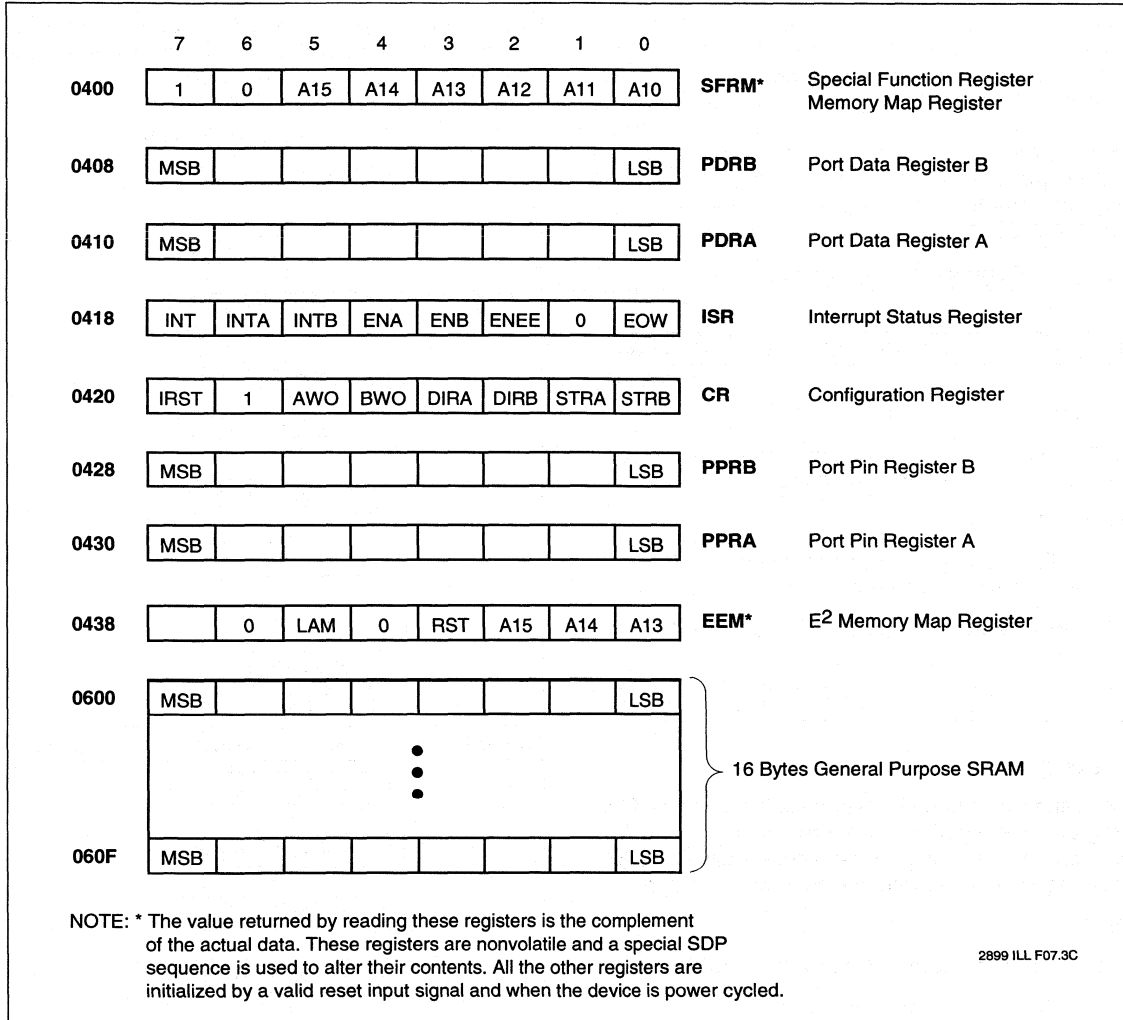 7 6 5 4 3 2 1 0
0400 1 0 A15 A14 A13 A12 A11 A10 SFRM* Special Function Register
Memory Map Register
0408 MSB LSB PDRB Port Data Register B
0410 MSB LSB PDRA Port Data Register A
0418 INT INTA INTB ENA ENB ENEE 0 EOW ISR Interrupt Status Register
0420 IRST 1 AWO BWO DIRA DIRB STRA STRB CR Configuration Register
0428 MSB LSB PPRB Port Pin Register B
0430 MSB LSB PPRA Port Pin Register A
0438 0 LAM 0 RST A15 A14 A13 EEM* E2 Memory Map Register
0600 MSB LSB
16 Bytes General Purpose SRAM
060F MSB LSB
NOTE: * The value returned by reading these registers is the complement
of the actual data. These registers are nonvolatile and a special SDP
sequence is used to alter their contents. All the other registers are
initialized by a valid reset input signal and when the device is power cycled.
2899 ILL F07.3C